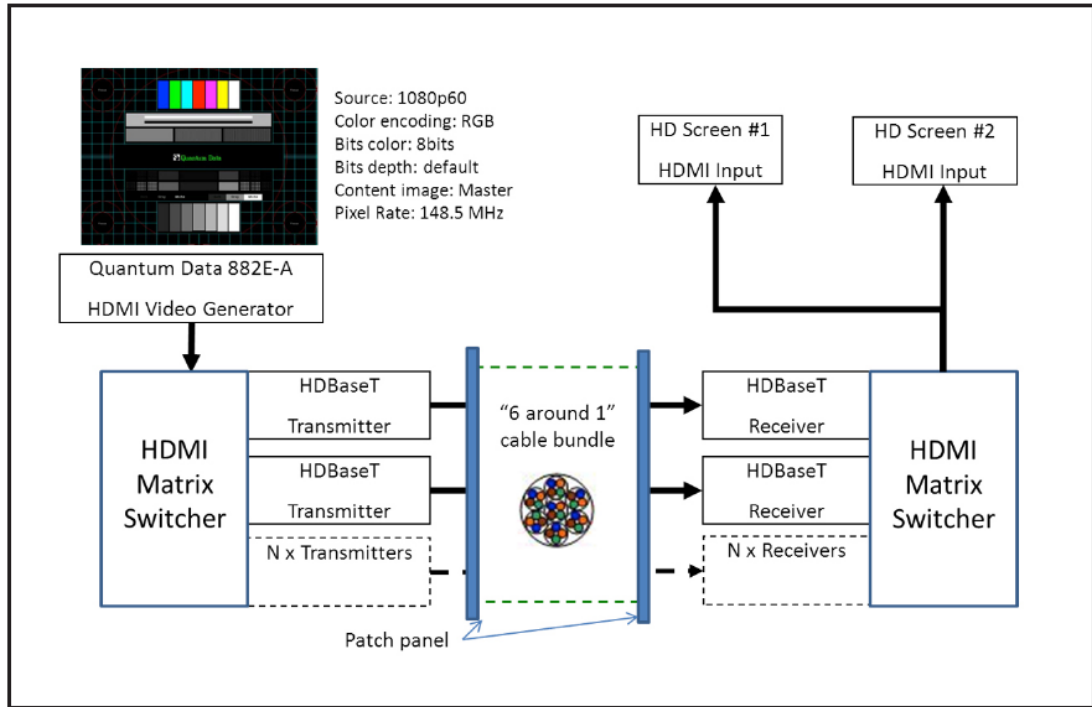 Quantum Data
Source: 1080p60
Color encoding: RGB
Bits color: 8bits
Bits depth: default
Content image: Master
Pixel Rate: 148.5 MHz
HD Screen #1
HDMI Input
HD Screen #2
HDMI Input
Quantum Data 882E-A
HDMI Video Generator
HDMI
Matrix
Switcher
HDBaseT
Transmitter
HDBaseT
Transmitter
N x Transmitters
“6 around 1”
cable bundle
Patch panel
HDBaseT
Receiver
HDBaseT
Receiver
N x Receivers
HDMI
Matrix
Switcher